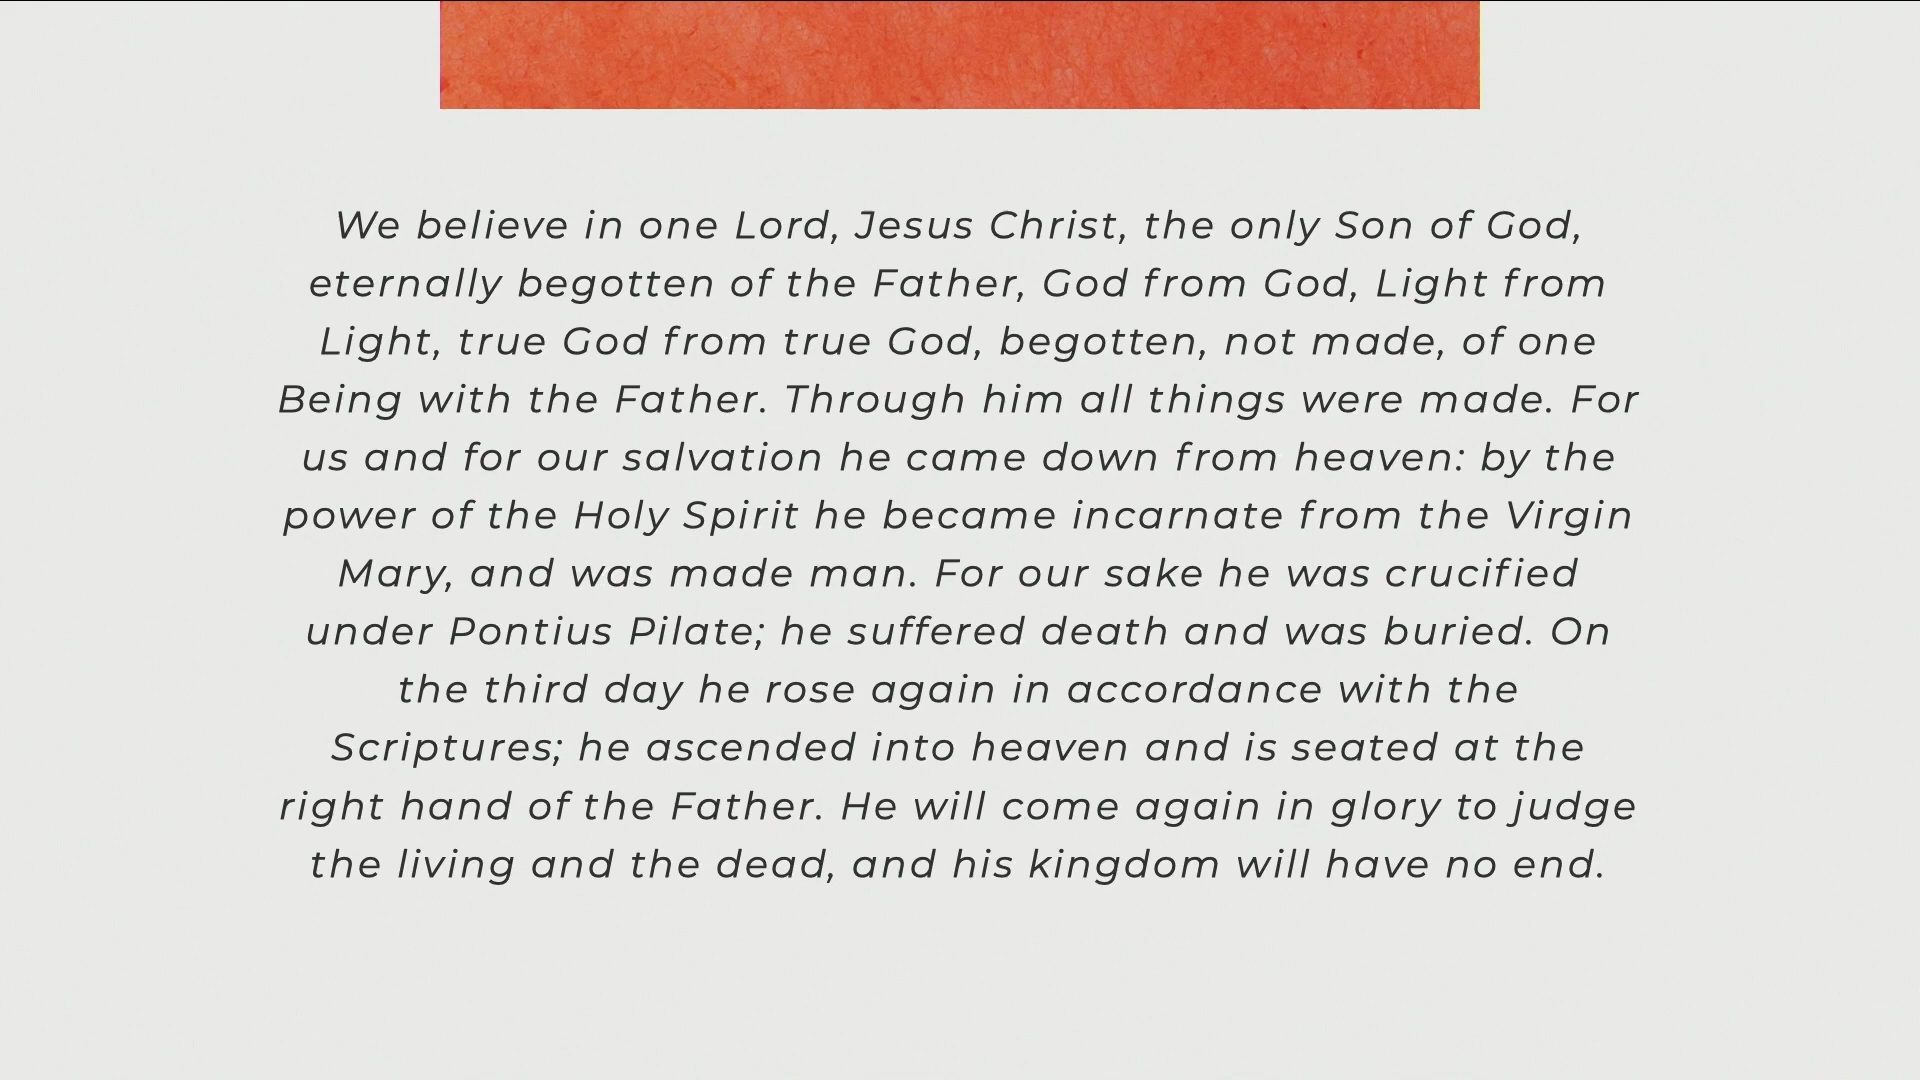 We believe in one Lord, Jesus Christ, the only Son of God,
eternally begotten of the Father, God from God, Light from
Light, true God from true God, begotten, not made, of one
Being with the Father. Through him all things were made. For
us and for our salvation he came down from heaven: by the
power of the Holy Spirit he became incarnate from the Virgin
Mary, and was made man. For our sake he was crucified
under Pontius Pilate; he suffered death and was buried. On
the third day he rose again in accordance with the
Scriptures; he ascended into heaven and is seated at the
right hand of the Father. He will come again in glory to judge
the living and the dead, and his kingdom will have no end.